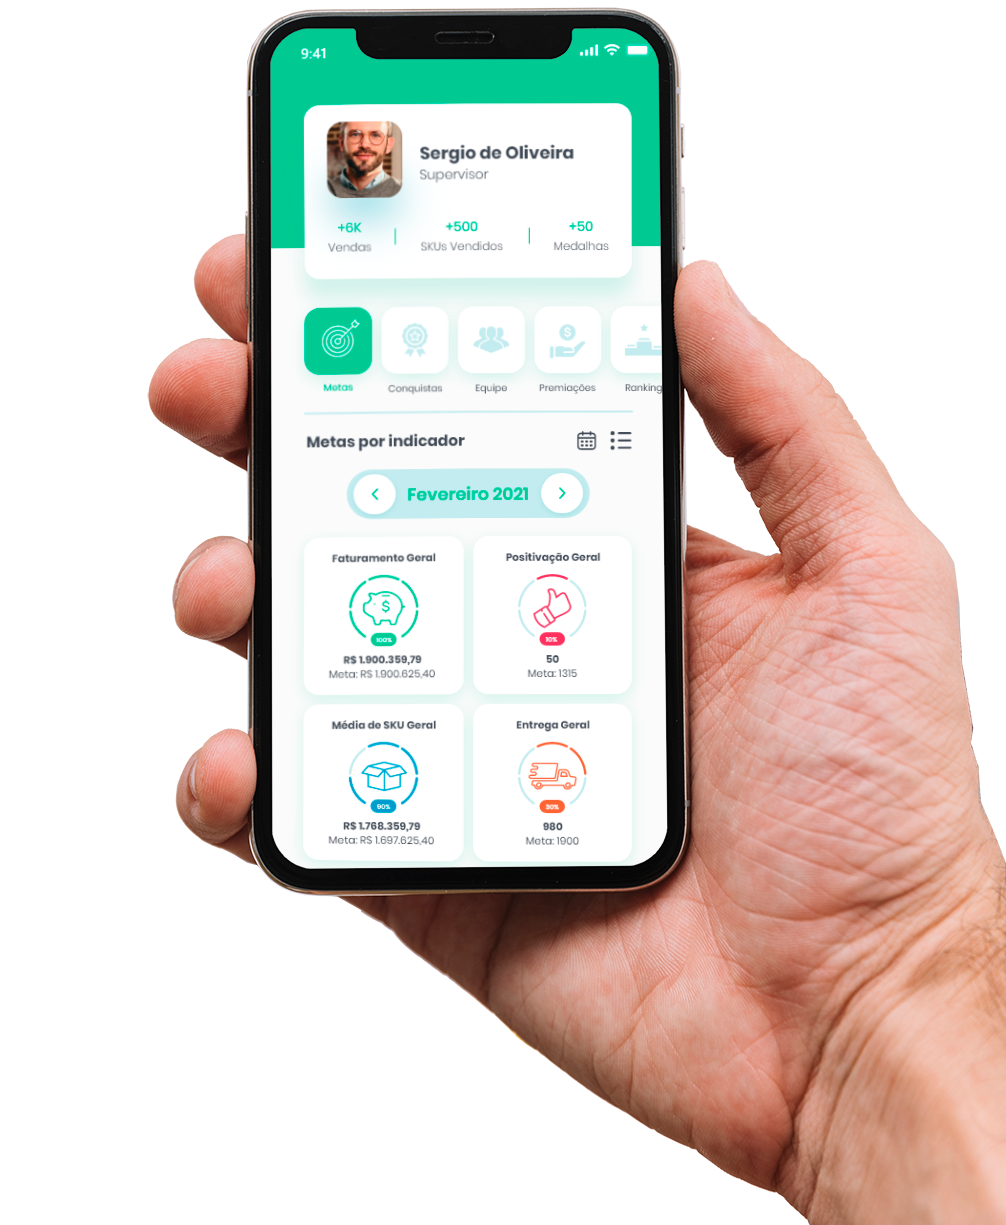 9:41
Sergio de Oliveira
Supervisor
+6K
Vendas
+500
SKUs Vendidos
+50
Medalhas
Metas
Conquistas
Equipe
Premiações
Ranking
Metas por indicador
Fevereiro 2021
Faturamento Geral
100%
R$ 1.900.359,79
Meta: R$ 1.900.625,40
Positivação Geral
10%
50
Meta: 1315
Média de SKU Geral
90%
R$ 1.768.359,79
Meta: R$ 1.697.625,40
Entrega Geral
30%
980
Meta: 1900